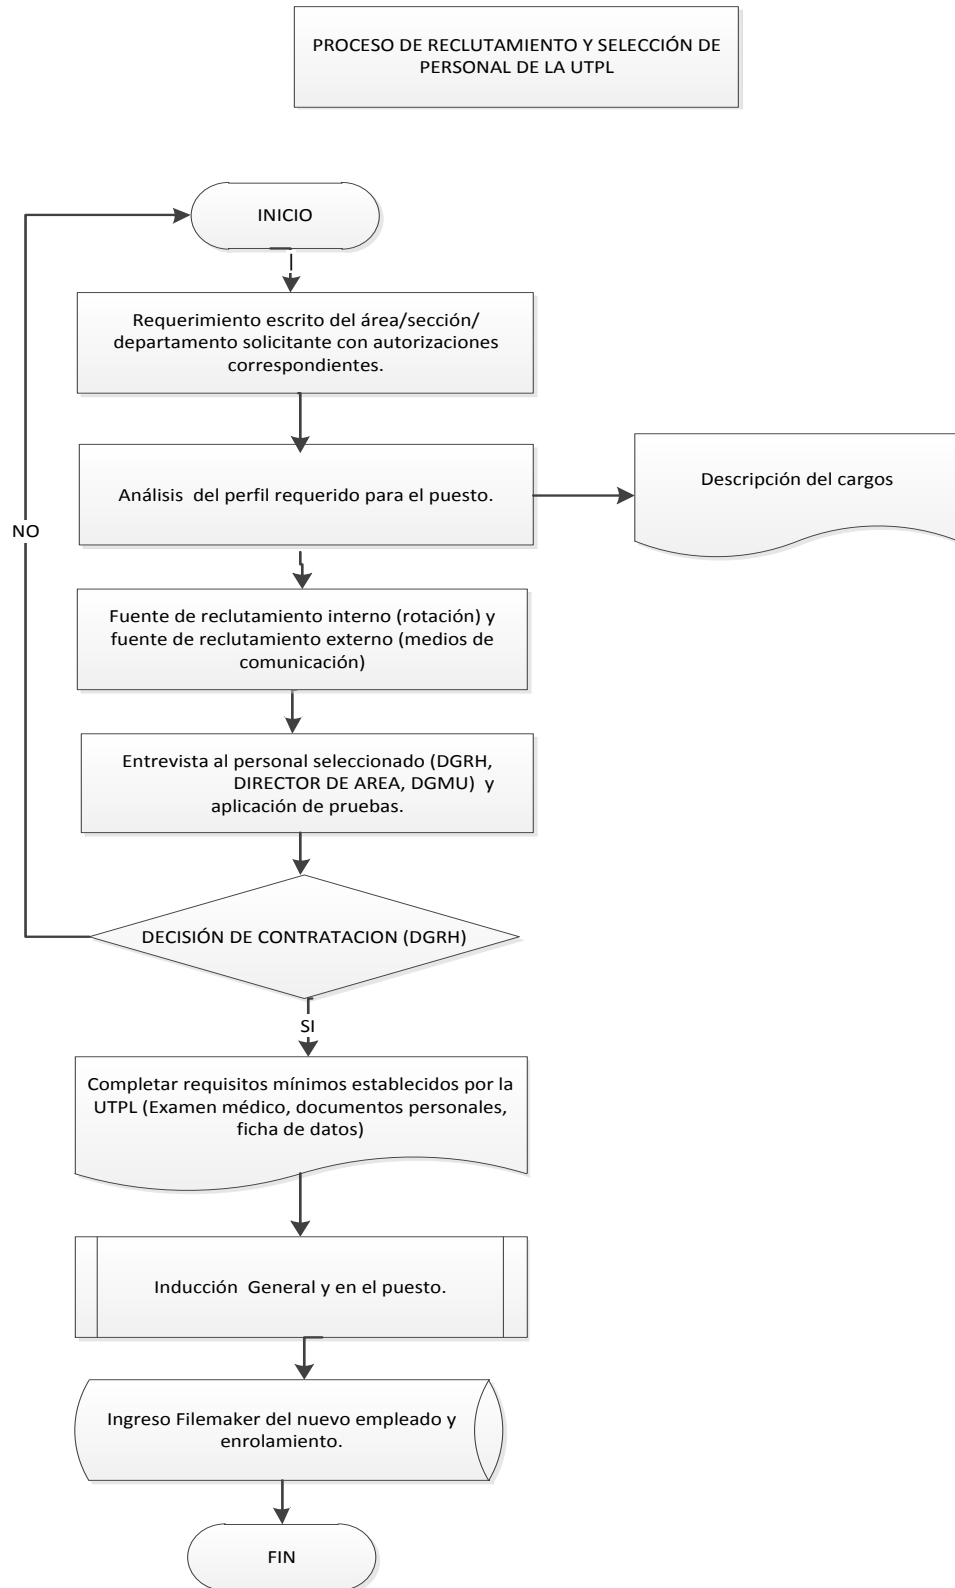 PROCESO DE RECLUTAMIENTO Y SELECCIÓN DE
PERSONAL DE LA UTPL
INICIO
Requerimiento escrito del área/sección/
departamento solicitante con autorizaciones
correspondientes.
Análisis  del perfil requerido para el puesto.
Descripción del cargos
NO
Fuente de reclutamiento interno (rotación) y
fuente de reclutamiento externo (medios de
comunicación)
Entrevista al personal seleccionado (DGRH,
DIRECTOR DE AREA, DGMU)  y
aplicación de pruebas.
DECISIÓN DE CONTRATACION (DGRH)
SI
Completar requisitos mínimos establecidos por la
UTPL (Examen médico, documentos personales,
ficha de datos)
Inducción  General y en el puesto.
Ingreso Filemaker del nuevo empleado y
enrolamiento.
FIN